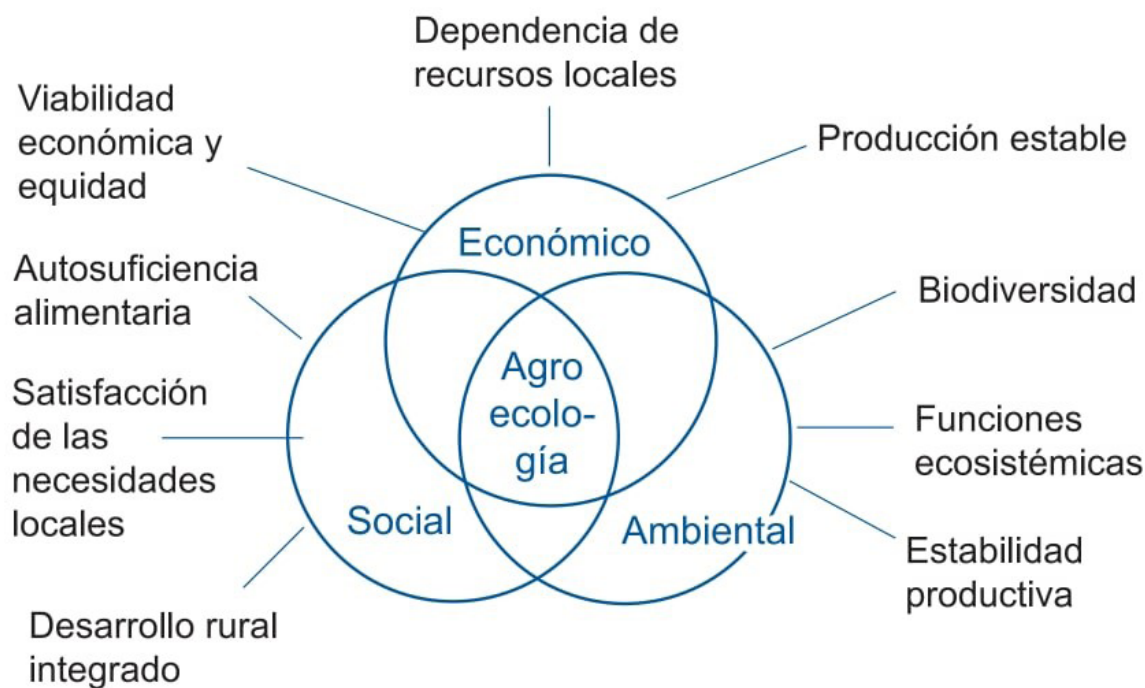 Dependencia de
recursos locales
Viabilidad
económica y
equidad
Producción estable
Económico
Autosuficiencia
alimentaria
Biodiversidad
Agro
ecolo-
gía
Satisfacción
de las
necesidades
locales
Funciones
ecosistémicas
Social
Ambiental
Estabilidad
productiva
Desarrollo rural
integrado